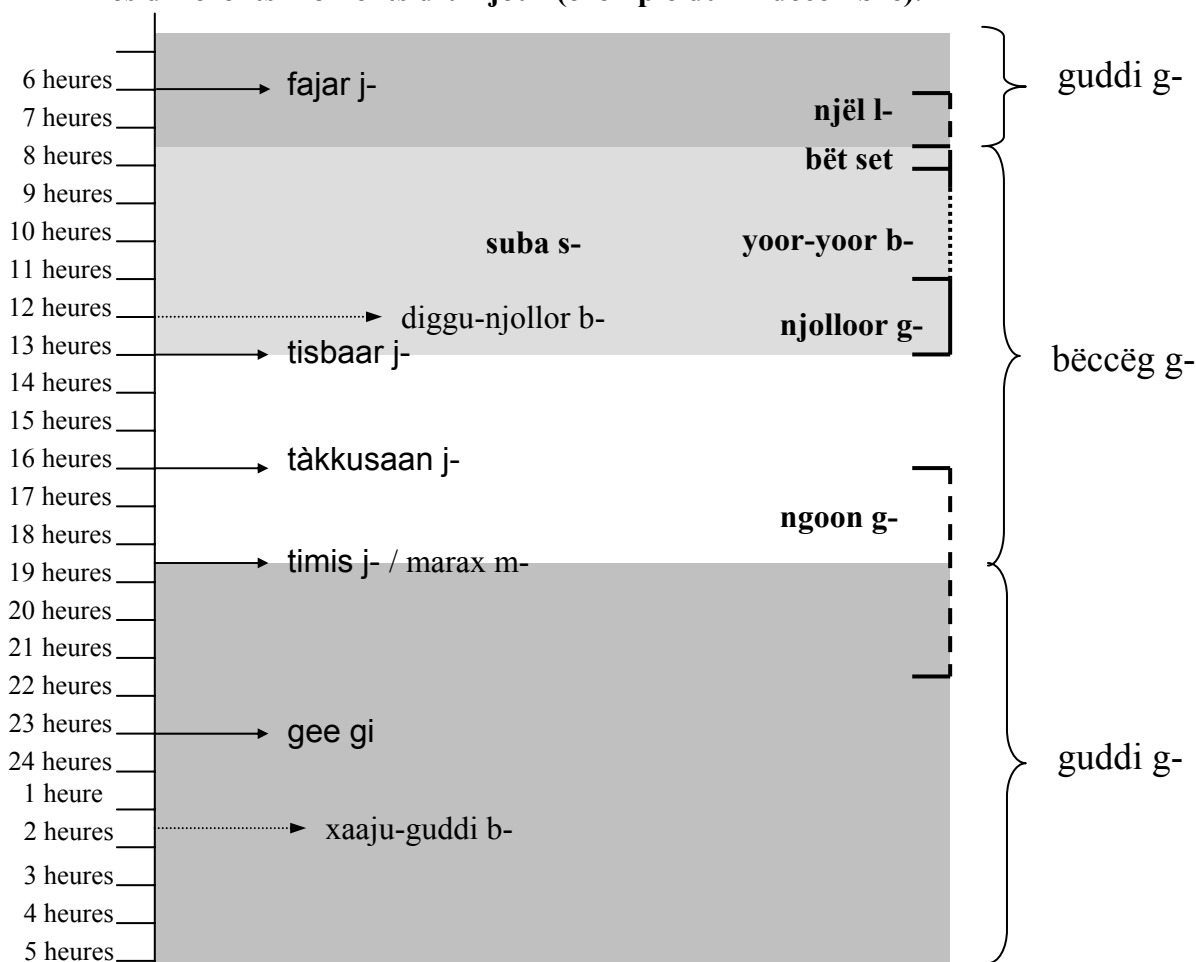 6 heures fajar j- guddi g-
7 heures njël l-
8 heures bët set
9 heures
10 heures suba s- yoor-yoor b-
11 heures
12 heures diggu-njollor b- njolloor g-
13 heures tisbaar j- bëccëg g-
14 heures
15 heures
16 heures tàkkusaan j-
17 heures ngoon g-
18 heures
19 heures timis j- / marax m-
20 heures
21 heures
22 heures
23 heures gee gi
24 heures guddi g-
1 heure
2 heures xaaju-guddi b-
3 heures
4 heures
5 heures